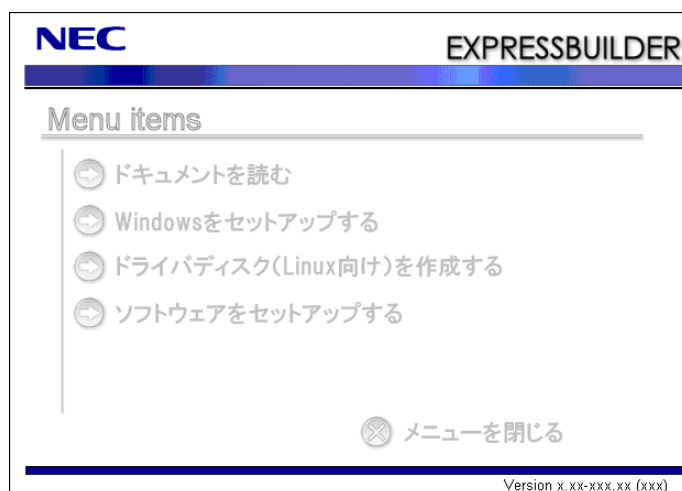 NEC
EXPRESSBUILDER
Menu items
ドキュメントを読む
Windowsをセットアップする
ドライバディスク(Linux向け)を作成する
ソフトウェアをセットアップする
メニューを閉じる
Version x.xx-xxx.xx (xxx)